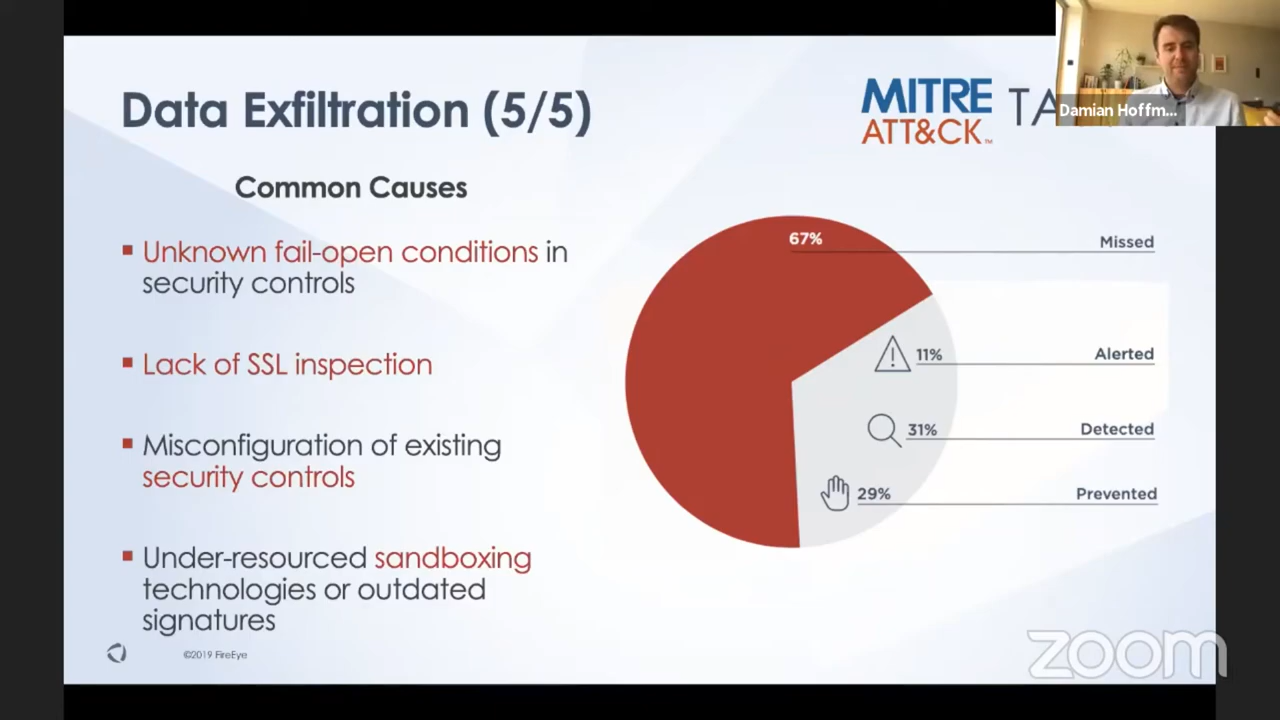 Data Exfiltration (5/5)
MITRE
ATT&CK™
TA
Damian Hoffm...
Common Causes
Unknown fail-open conditions in
security controls
Lack of SSL inspection
Misconfiguration of existing
security controls
Under-resourced sandboxing
technologies or outdated
signatures
67%
Missed
11%
Alerted
31%
Detected
29%
Prevented
©2019 FireEye
zoom